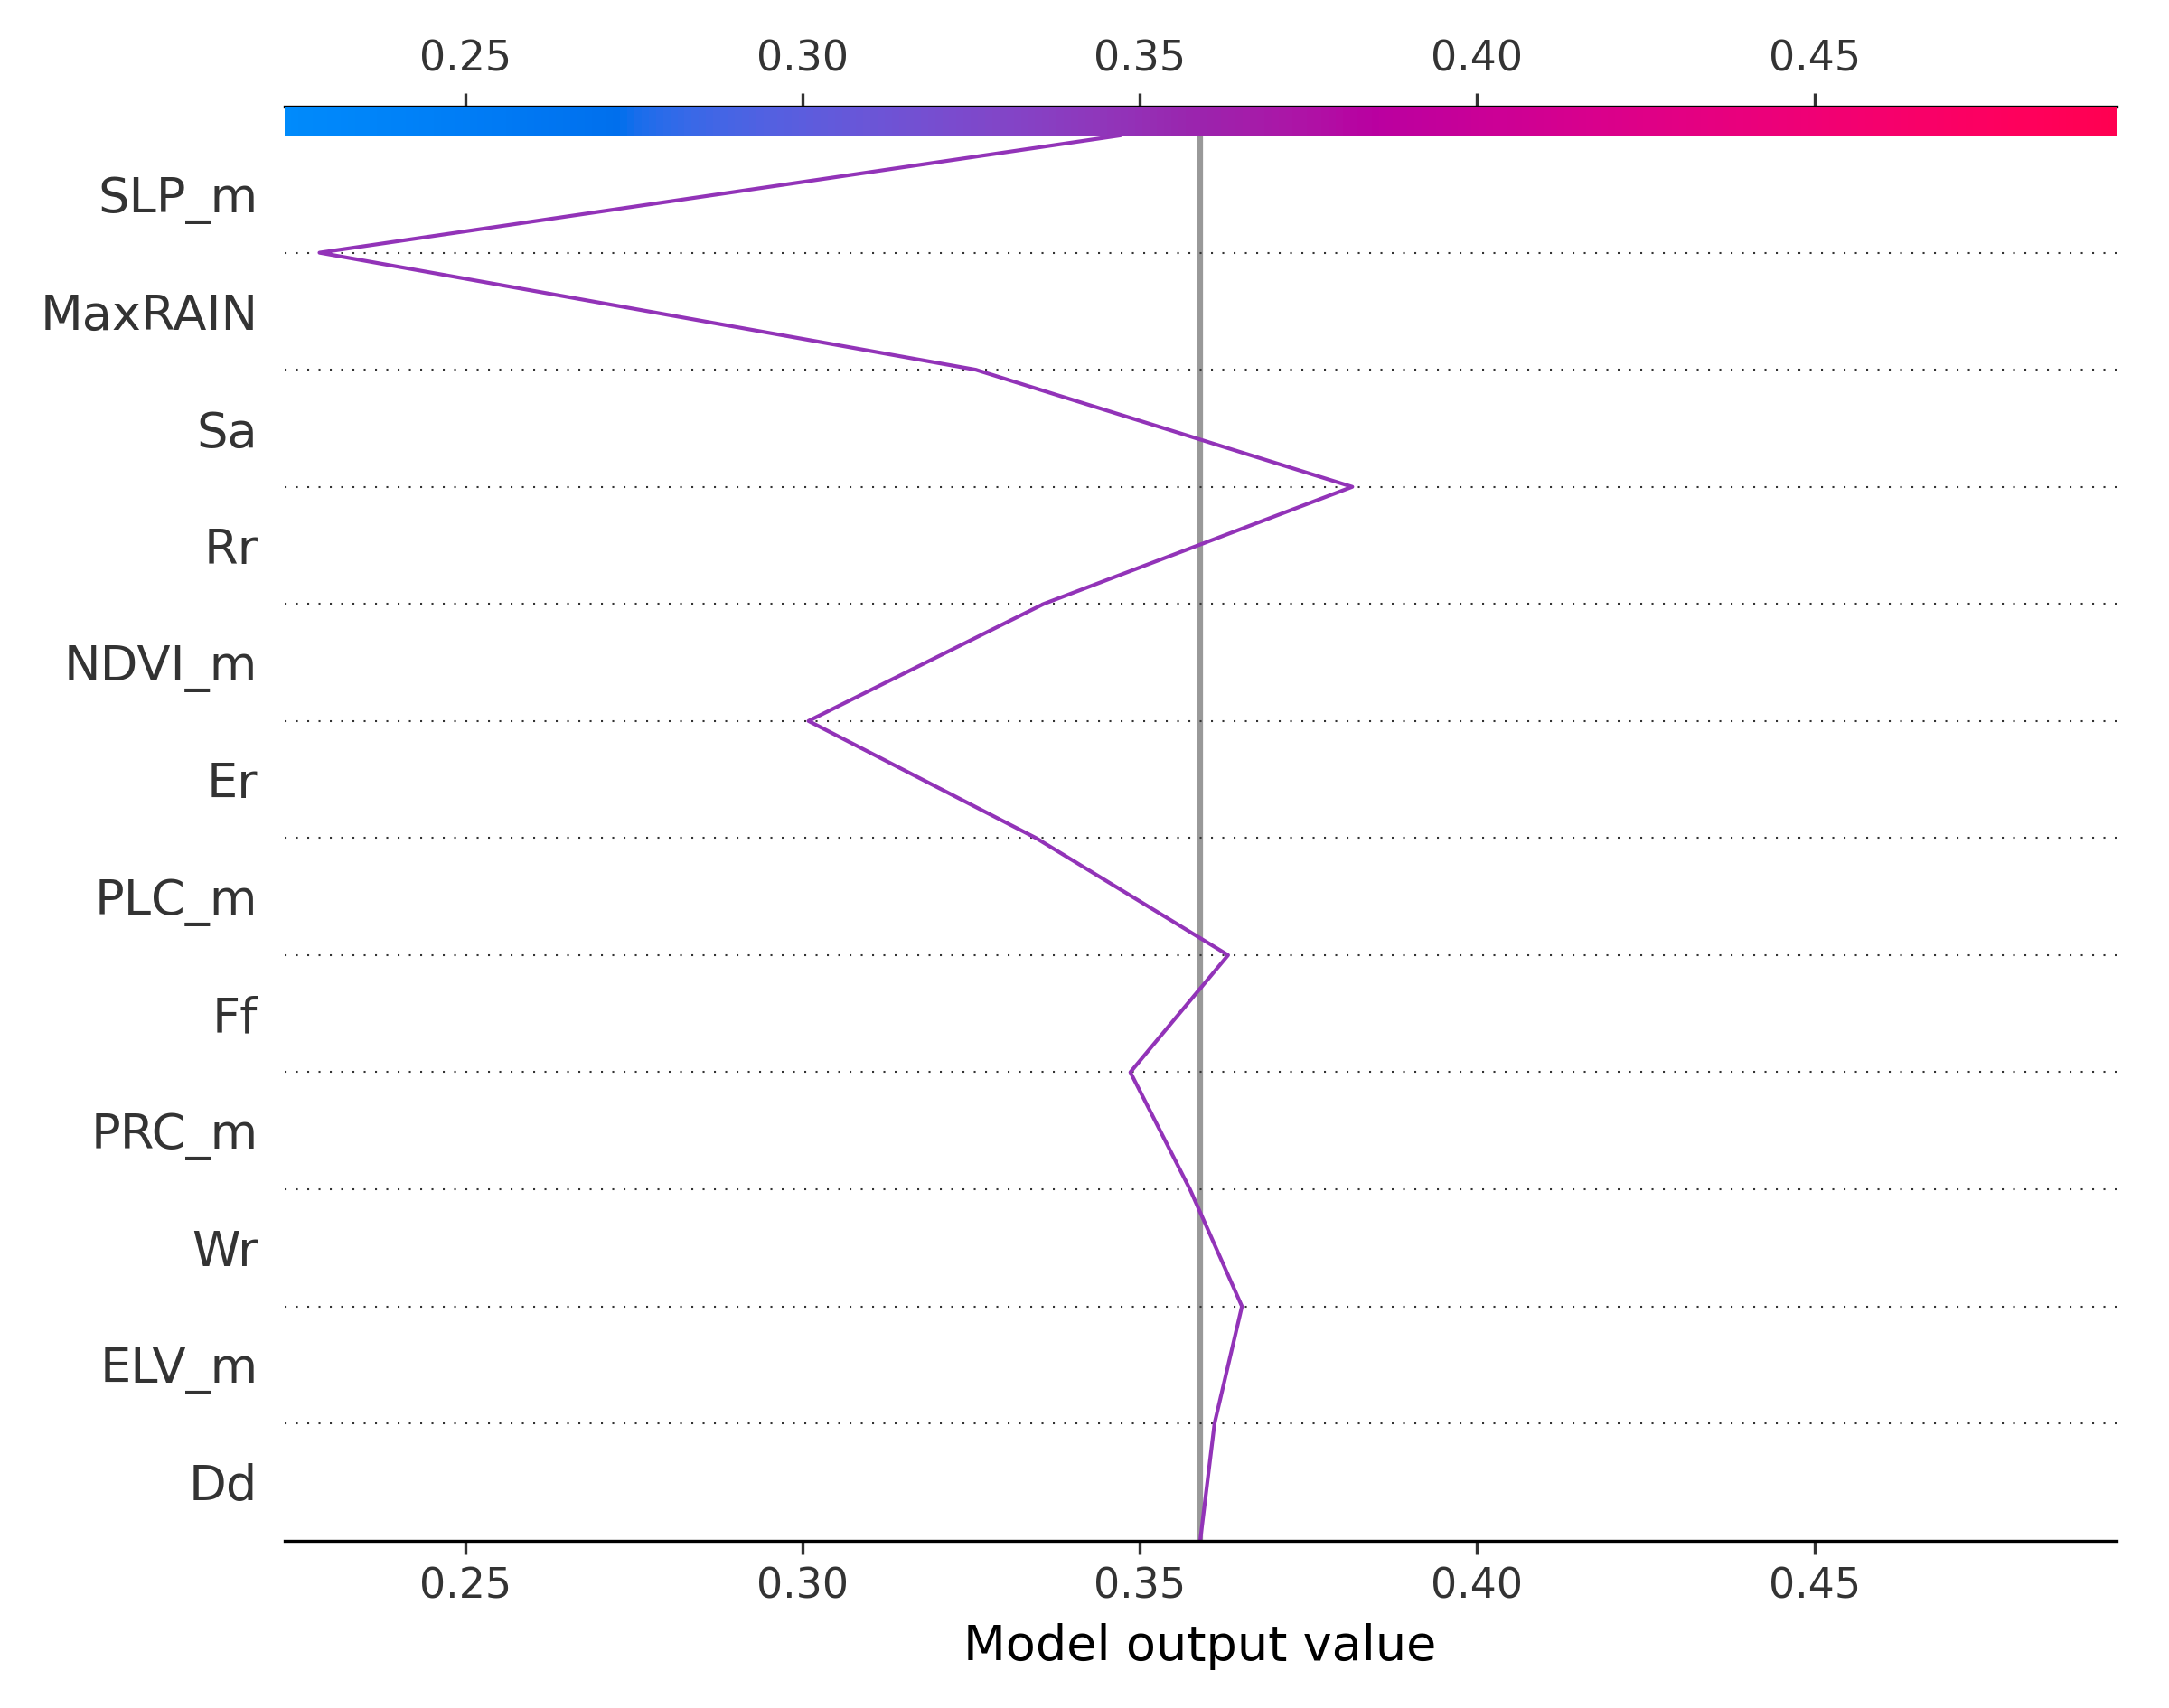 0.25 0.30 0.35 0.40 0.45
SLP_m
MaxRAIN
Sa
Rr
NDVI_m
Er
PLC_m
Ff
PRC_m
Wr
ELV_m
Dd
0.25 0.30 0.35 0.40 0.45
Model output value